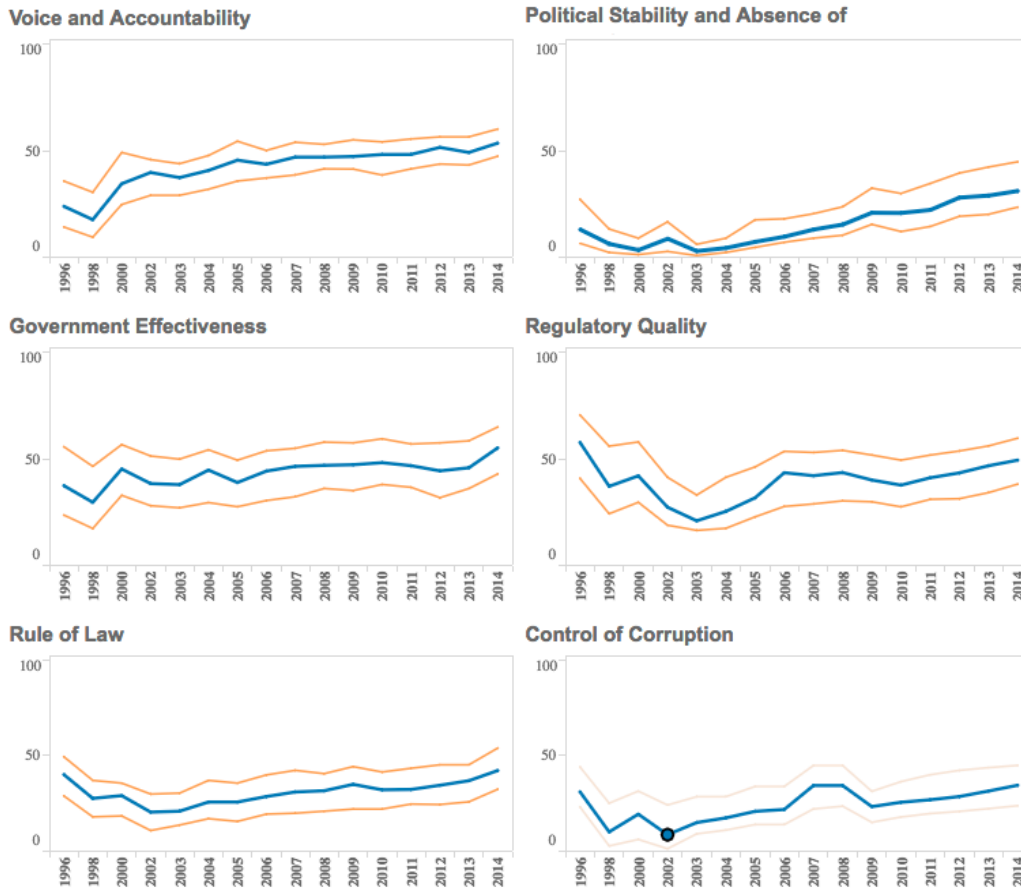 Voice and Accountability
100
50
0
1996 1998 2000 2002 2003 2004 2005 2006 2007 2008 2009 2010 2011 2012 2013 2014
Political Stability and Absence of
100
50
0
1996 1998 2000 2002 2003 2004 2005 2006 2007 2008 2009 2010 2011 2012 2013 2014
Government Effectiveness
100
50
0
1996 1998 2000 2002 2003 2004 2005 2006 2007 2008 2009 2010 2011 2012 2013 2014
Regulatory Quality
100
50
0
1996 1998 2000 2002 2003 2004 2005 2006 2007 2008 2009 2010 2011 2012 2013 2014
Rule of Law
100
50
0
1996 1998 2000 2002 2003 2004 2005 2006 2007 2008 2009 2010 2011 2012 2013 2014
Control of Corruption
100
50
0
1996 1998 2000 2002 2003 2004 2005 2006 2007 2008 2009 2010 2011 2012 2013 2014